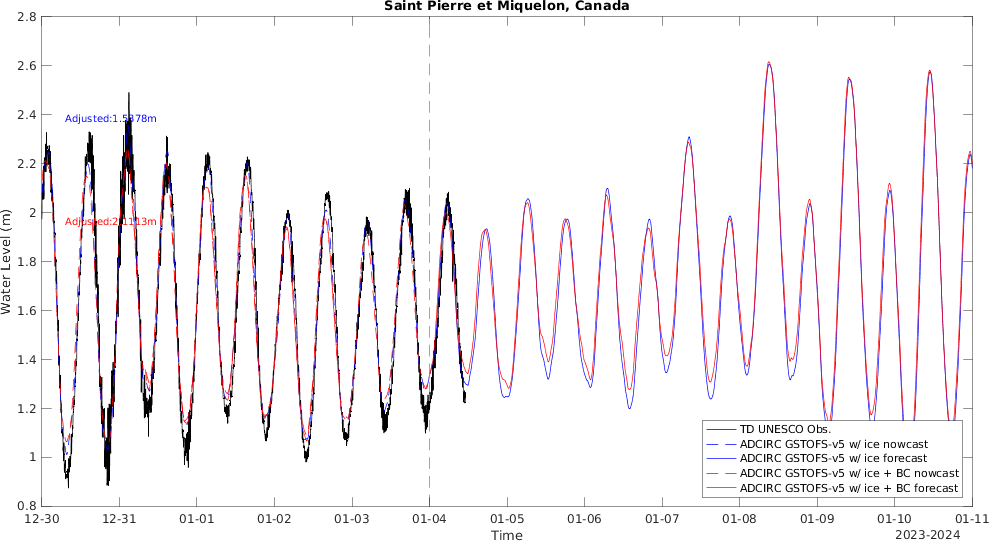 Saint Pierre et Miquelon, Canada
2.8
2.6
2.4
2.2
2
1.8
1.6
1.4
1.2
1
0.8
Water Level (m)
Adjusted:1.5378m
TD UNESCO Obs.
ADCIRC GSTOFS-v5 w/ ice nowcast
ADCIRC GSTOFS-v5 w/ ice forecast
ADCIRC GSTOFS-v5 w/ ice + BC nowcast
ADCIRC GSTOFS-v5 w/ ice + BC forecast
12-30 12-31 01-01 01-02 01-03 01-04 01-05 01-06 01-07 01-08 01-09 01-10 01-11
Time
2023-2024